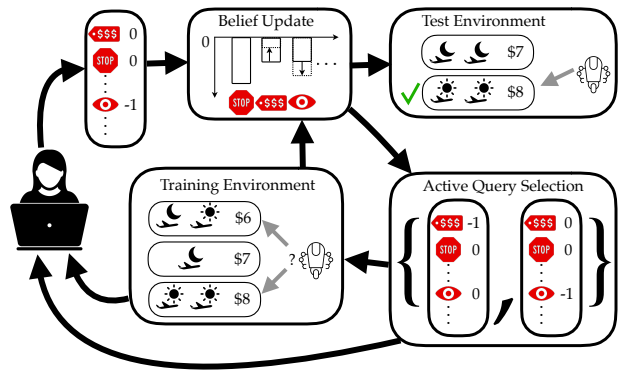 $$$ 0
STOP 0
-1
Belief Update
0
...
STOP $$$
Test Environment
$7
$8
Training Environment
$6
$7
$8
?
Active Query Selection
{ $$$ -1 , $$$ 0 }
STOP 0 STOP 0
0 -1